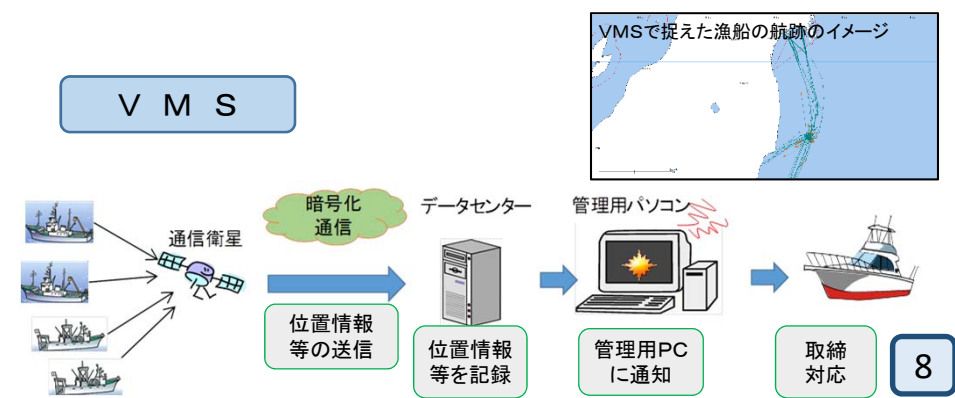 VMSで捉えた漁船の航跡のイメージ
V M S
通信衛星
暗号化
通信
データセンター
管理用パソコン
位置情報
等の送信
位置情報
等を記録
管理用PC
に通知
取締
対応
8